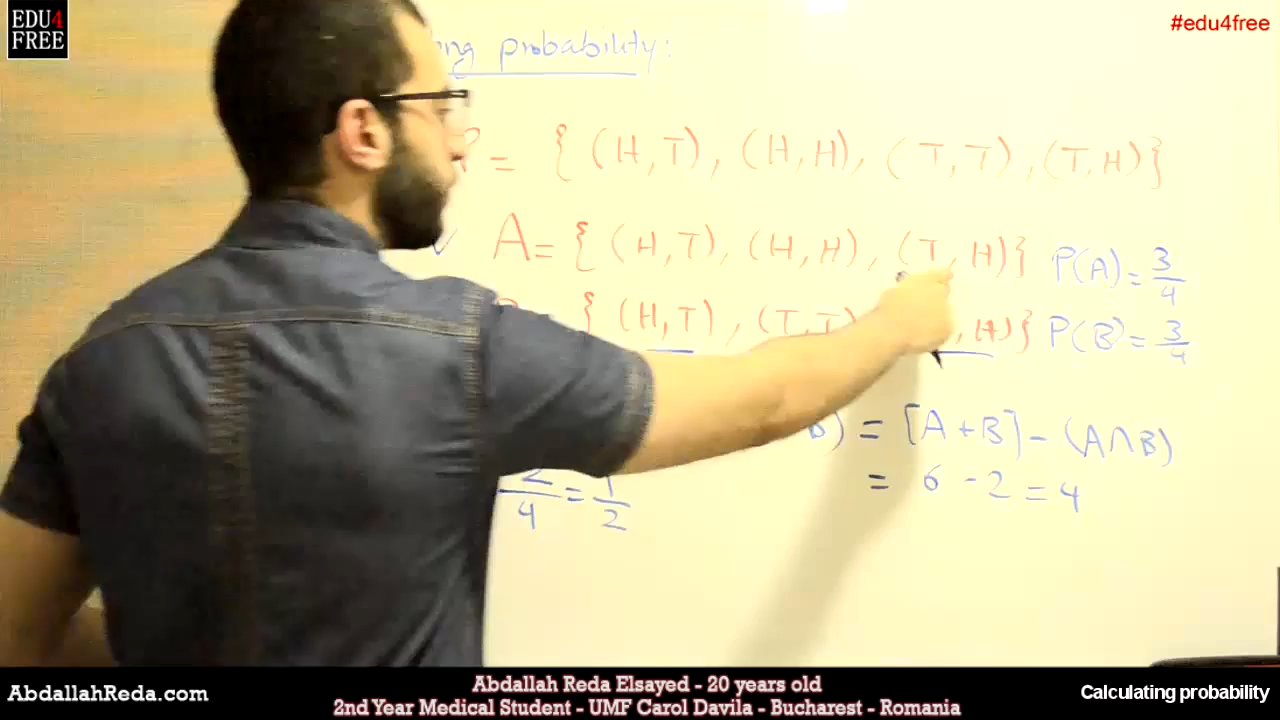 EDU4
FREE
#edu4free
probability:
= { (H,T), (H,H), (T,T), (T,H)}
A = { (H,T), (H,H), (T,H)} P(A) = 3/4
= { (H,T), (T,T) ,H)} P(B) = 3/4
B) = [A+B] - (A∩B)
2/4 = 1/2
= 6 - 2 = 4
AbdallahReda.com
Abdallah Reda Elsayed - 20 years old
2nd Year Medical Student - UMF Carol Davila - Bucharest - Romania
Calculating probability